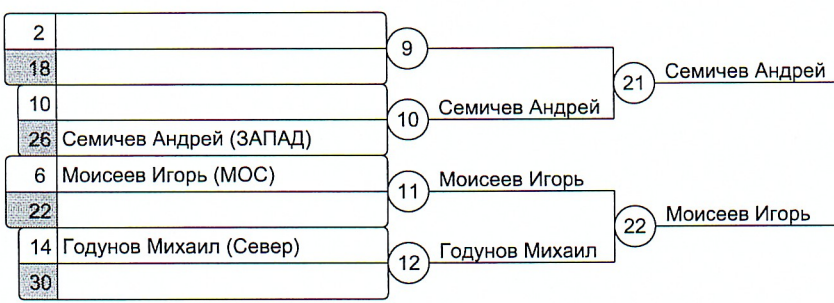 2
18
9
10
26 Семичев Андрей (ЗАПАД)
10 Семичев Андрей
21 Семичев Андрей
6 Моисеев Игорь (МОС)
22
11 Моисеев Игорь
14 Годунов Михаил (Север)
30
12 Годунов Михаил
22 Моисеев Игорь